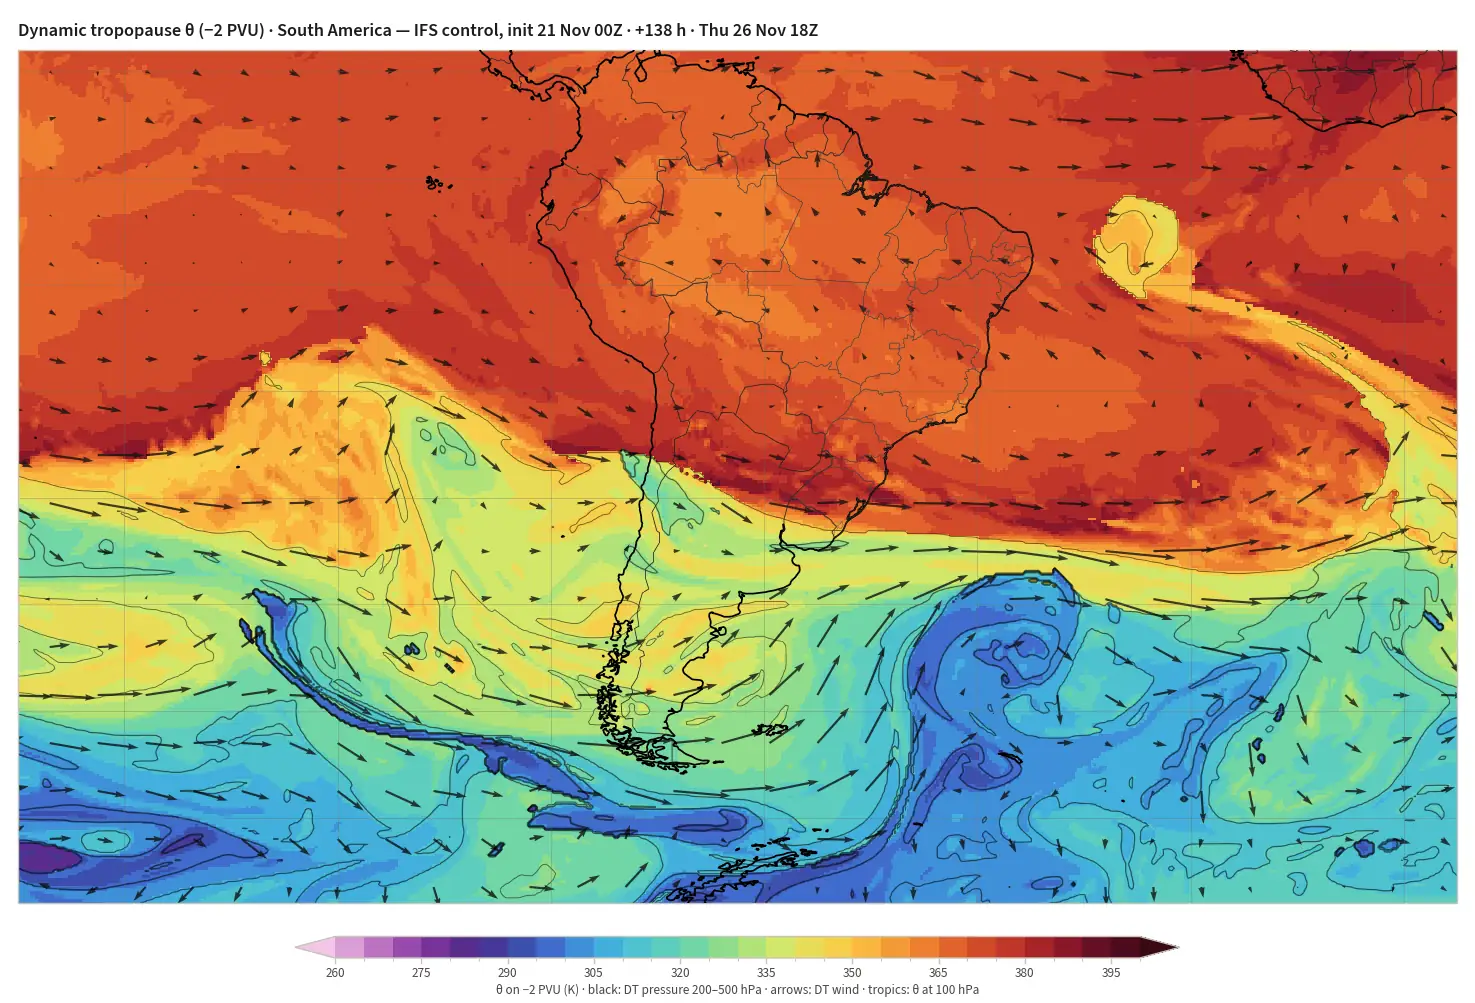 Dynamic tropopause θ (−2 PVU) · South America — IFS control, init 21 Nov 00Z · +138 h · Thu 26 Nov 18Z
260 275 290 305 320 335 350 365 380 395
θ on −2 PVU (K) · black: DT pressure 200–500 hPa · arrows: DT wind · tropics: θ at 100 hPa